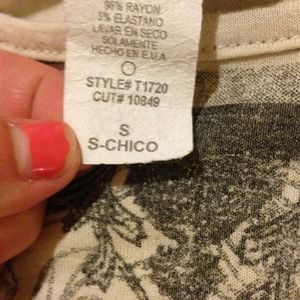 95% RAYON
5% ELASTANO
LAVAR EN SECO
SOLAMENTE
HECHO EN E.U.A
STYLE# T1720
CUT# 10849
S
S-CHICO